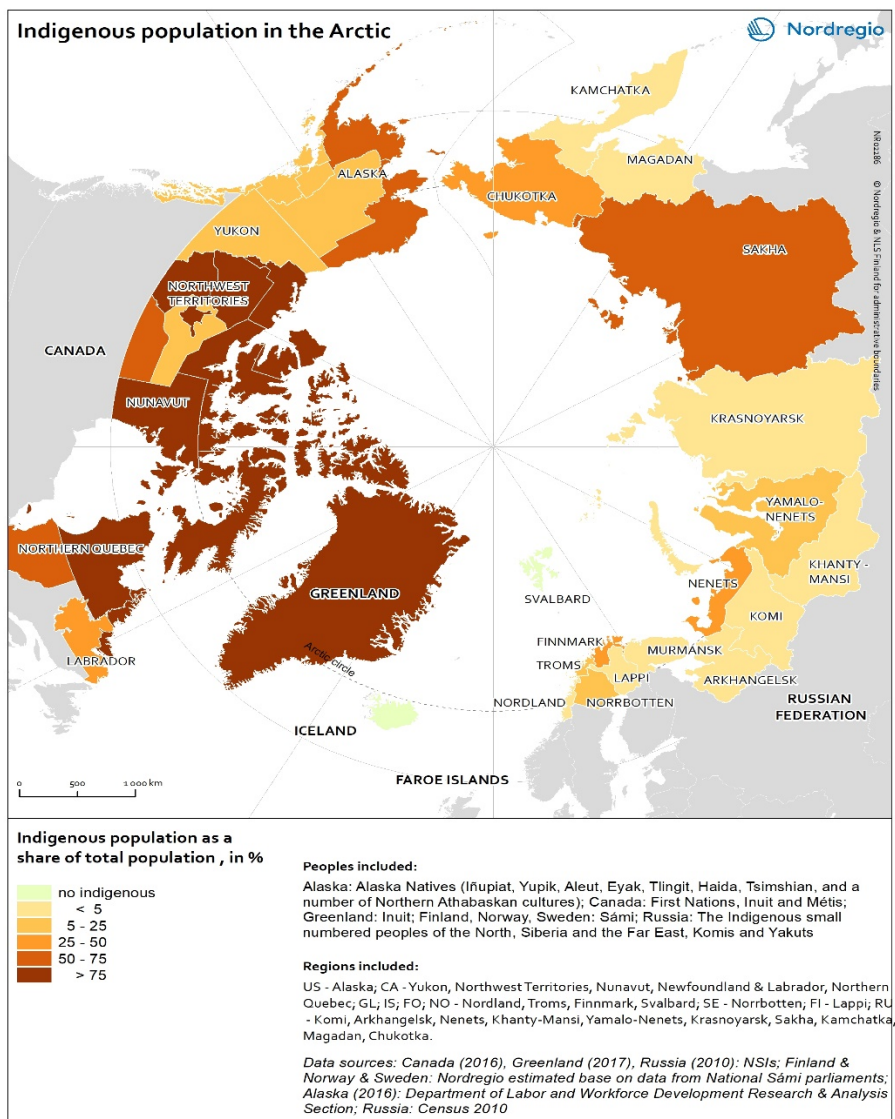 Indigenous population in the Arctic
Nordregio
KAMCHATKA
MAGADAN
ALASKA
CHUKOTKA
NR02286 © Nordregio & NLS Finland for administrative boundaries
YUKON
SAKHA
NORTHWEST
TERRITORIES
CANADA
NUNAVUT
KRASNOYARSK
YAMALO-
NENETS
NORTHERN QUEBEC
KHANTY-
MANSI
GREENLAND
NENETS
SVALBARD
KOMI
FINNMARK
MURMANSK
LABRADOR
TROMS
LAPPI
ARKHANGELSK
Arctic circle
NORDLAND
NORRBOTTEN
RUSSIAN
FEDERATION
ICELAND
FAROE ISLANDS
0 500 1 000 km
Indigenous population as a
share of total population , in %
no indigenous
< 5
5 - 25
25 - 50
50 - 75
> 75
Peoples included:
Alaska: Alaska Natives (Iñupiat, Yupik, Aleut, Eyak, Tlingit, Haida, Tsimshian, and a
number of Northern Athabaskan cultures); Canada: First Nations, Inuit and Métis;
Greenland: Inuit; Finland, Norway, Sweden: Sámi; Russia: The Indigenous small
numbered peoples of the North, Siberia and the Far East, Komis and Yakuts
Regions included:
US - Alaska; CA - Yukon, Northwest Territories, Nunavut, Newfoundland & Labrador, Northern
Quebec; GL; IS; FO; NO - Nordland, Troms, Finnmark, Svalbard; SE - Norrbotten; FI - Lappi; RU
- Komi, Arkhangelsk, Nenets, Khanty-Mansi, Yamalo-Nenets, Krasnoyarsk, Sakha, Kamchatka,
Magadan, Chukotka.
Data sources: Canada (2016), Greenland (2017), Russia (2010): NSIs; Finland &
Norway & Sweden: Nordregio estimated base on data from National Sámi parliaments;
Alaska (2016): Department of Labor and Workforce Development Research & Analysis
Section; Russia: Census 2010